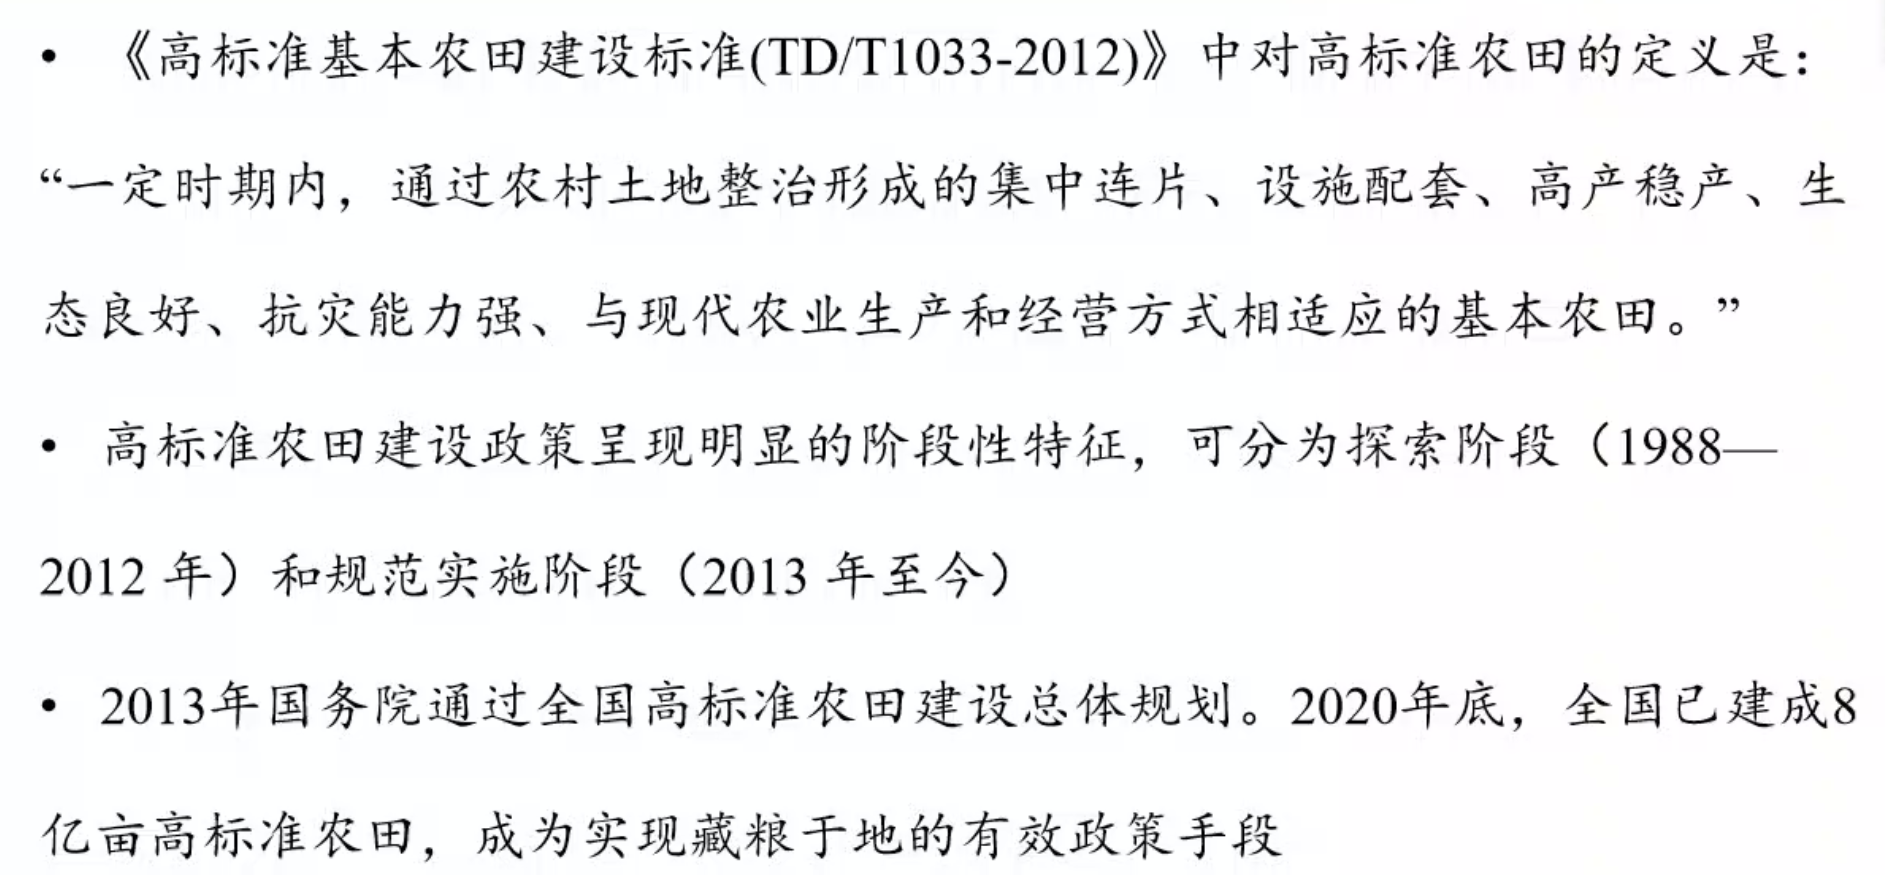 • 《高标准基本农田建设标准(TD/T1033-2012)》中对高标准农田的定义是：
“一定时期内，通过农村土地整治形成的集中连片、设施配套、高产稳产、生
态良好、抗灾能力强、与现代农业生产和经营方式相适应的基本农田。”
• 高标准农田建设政策呈现明显的阶段性特征，可分为探索阶段（1988—
2012 年）和规范实施阶段（2013 年至今）
• 2013年国务院通过全国高标准农田建设总体规划。2020年底，全国已建成8
亿亩高标准农田，成为实现藏粮于地的有效政策手段